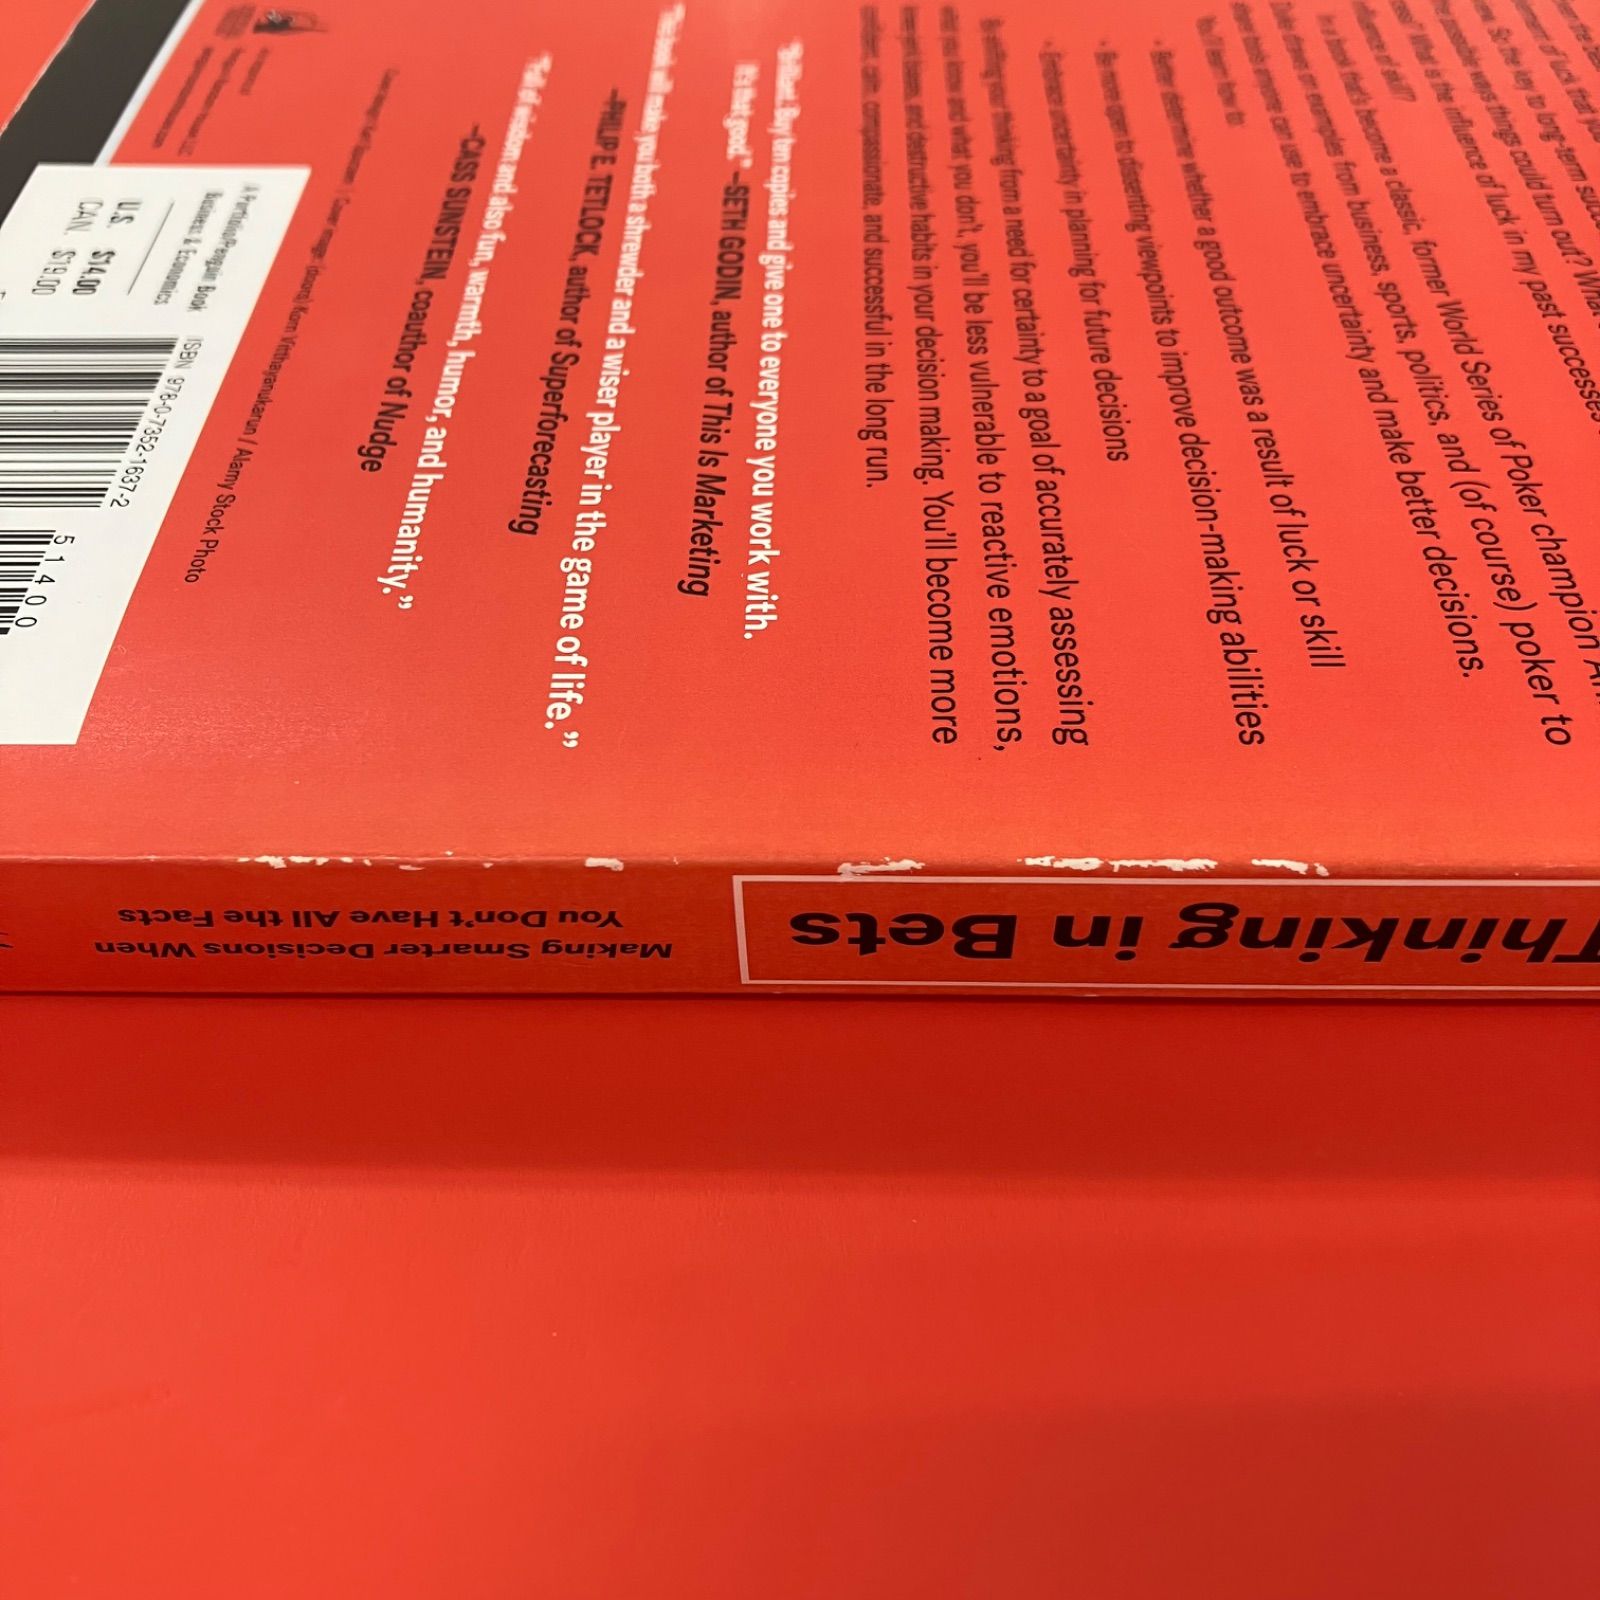 ...ment of luck that you
...me. So the key to long-term succ
the possible ways things could turn out? What
...? What is the influence of luck in my past successes
influence of skill?
In a book that's become a classic, former World Series of Poker champion An
Duke draws on examples from business, sports, politics, and (of course) poker to
share tools anyone can use to embrace uncertainty and make better decisions.
You'll learn how to
• Better determine whether a good outcome was a result of luck or skill
• Be more open to dissenting viewpoints to improve decision-making abilities
• Embrace uncertainty in planning for future decisions
By shifting your thinking from a need for certainty to a goal of accurately assessing
what you know and what you don't, you'll be less vulnerable to reactive emotions,
knee-jerk biases, and destructive habits in your decision making. You'll become more
confident, calm, compassionate, and successful in the long run.
“Brilliant. Buy ten copies and give one to everyone you work with.
It's that good.” —SETH GODIN, author of This Is Marketing
“This book will make you both a shrewder and a wiser player in the game of life.”
—PHILIP E. TETLOCK, author of Superforecasting
“Full of wisdom and also fun, warmth, humor, and humanity.”
—CASS SUNSTEIN, coauthor of Nudge
Cover image: (doors) Korn Vitthayanukarun / Alamy Stock Photo
A Portfolio/Penguin Book
Business & Economics
U.S. $14.00
CAN. $19.00
ISBN 978-0-7352-1637-2
51400
Thinking in Bets
Making Smarter Decisions When
You Don't Have All the Facts